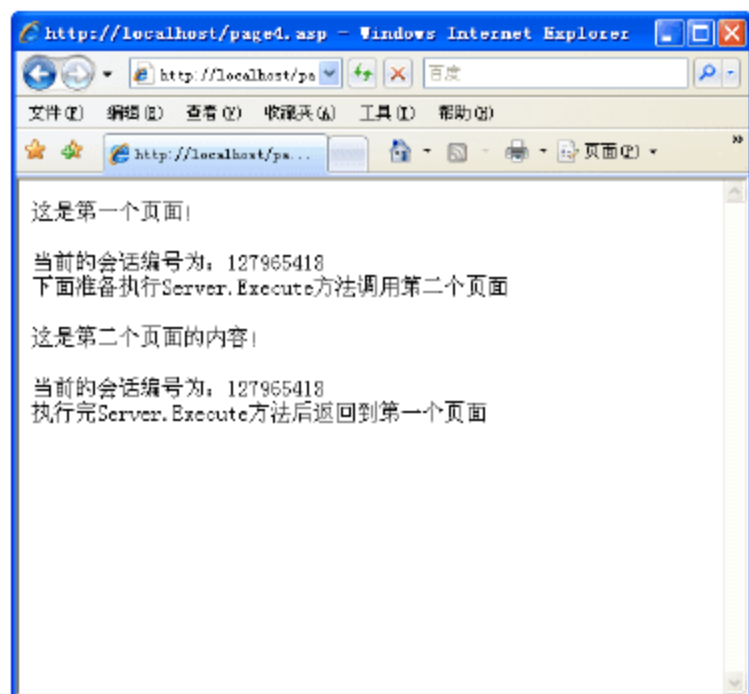 http://localhost/page4.asp - Windows Internet Explorer
http://localhost/pa 百度
文件(F) 编辑(E) 查看(V) 收藏夹(A) 工具(T) 帮助(H)
http://localhost/pa... 页面(P)
这是第一个页面!
当前的会话编号为: 127965413
下面准备执行Server.Execute方法调用第二个页面
这是第二个页面的内容!
当前的会话编号为: 127965413
执行完Server.Execute方法后返回到第一个页面